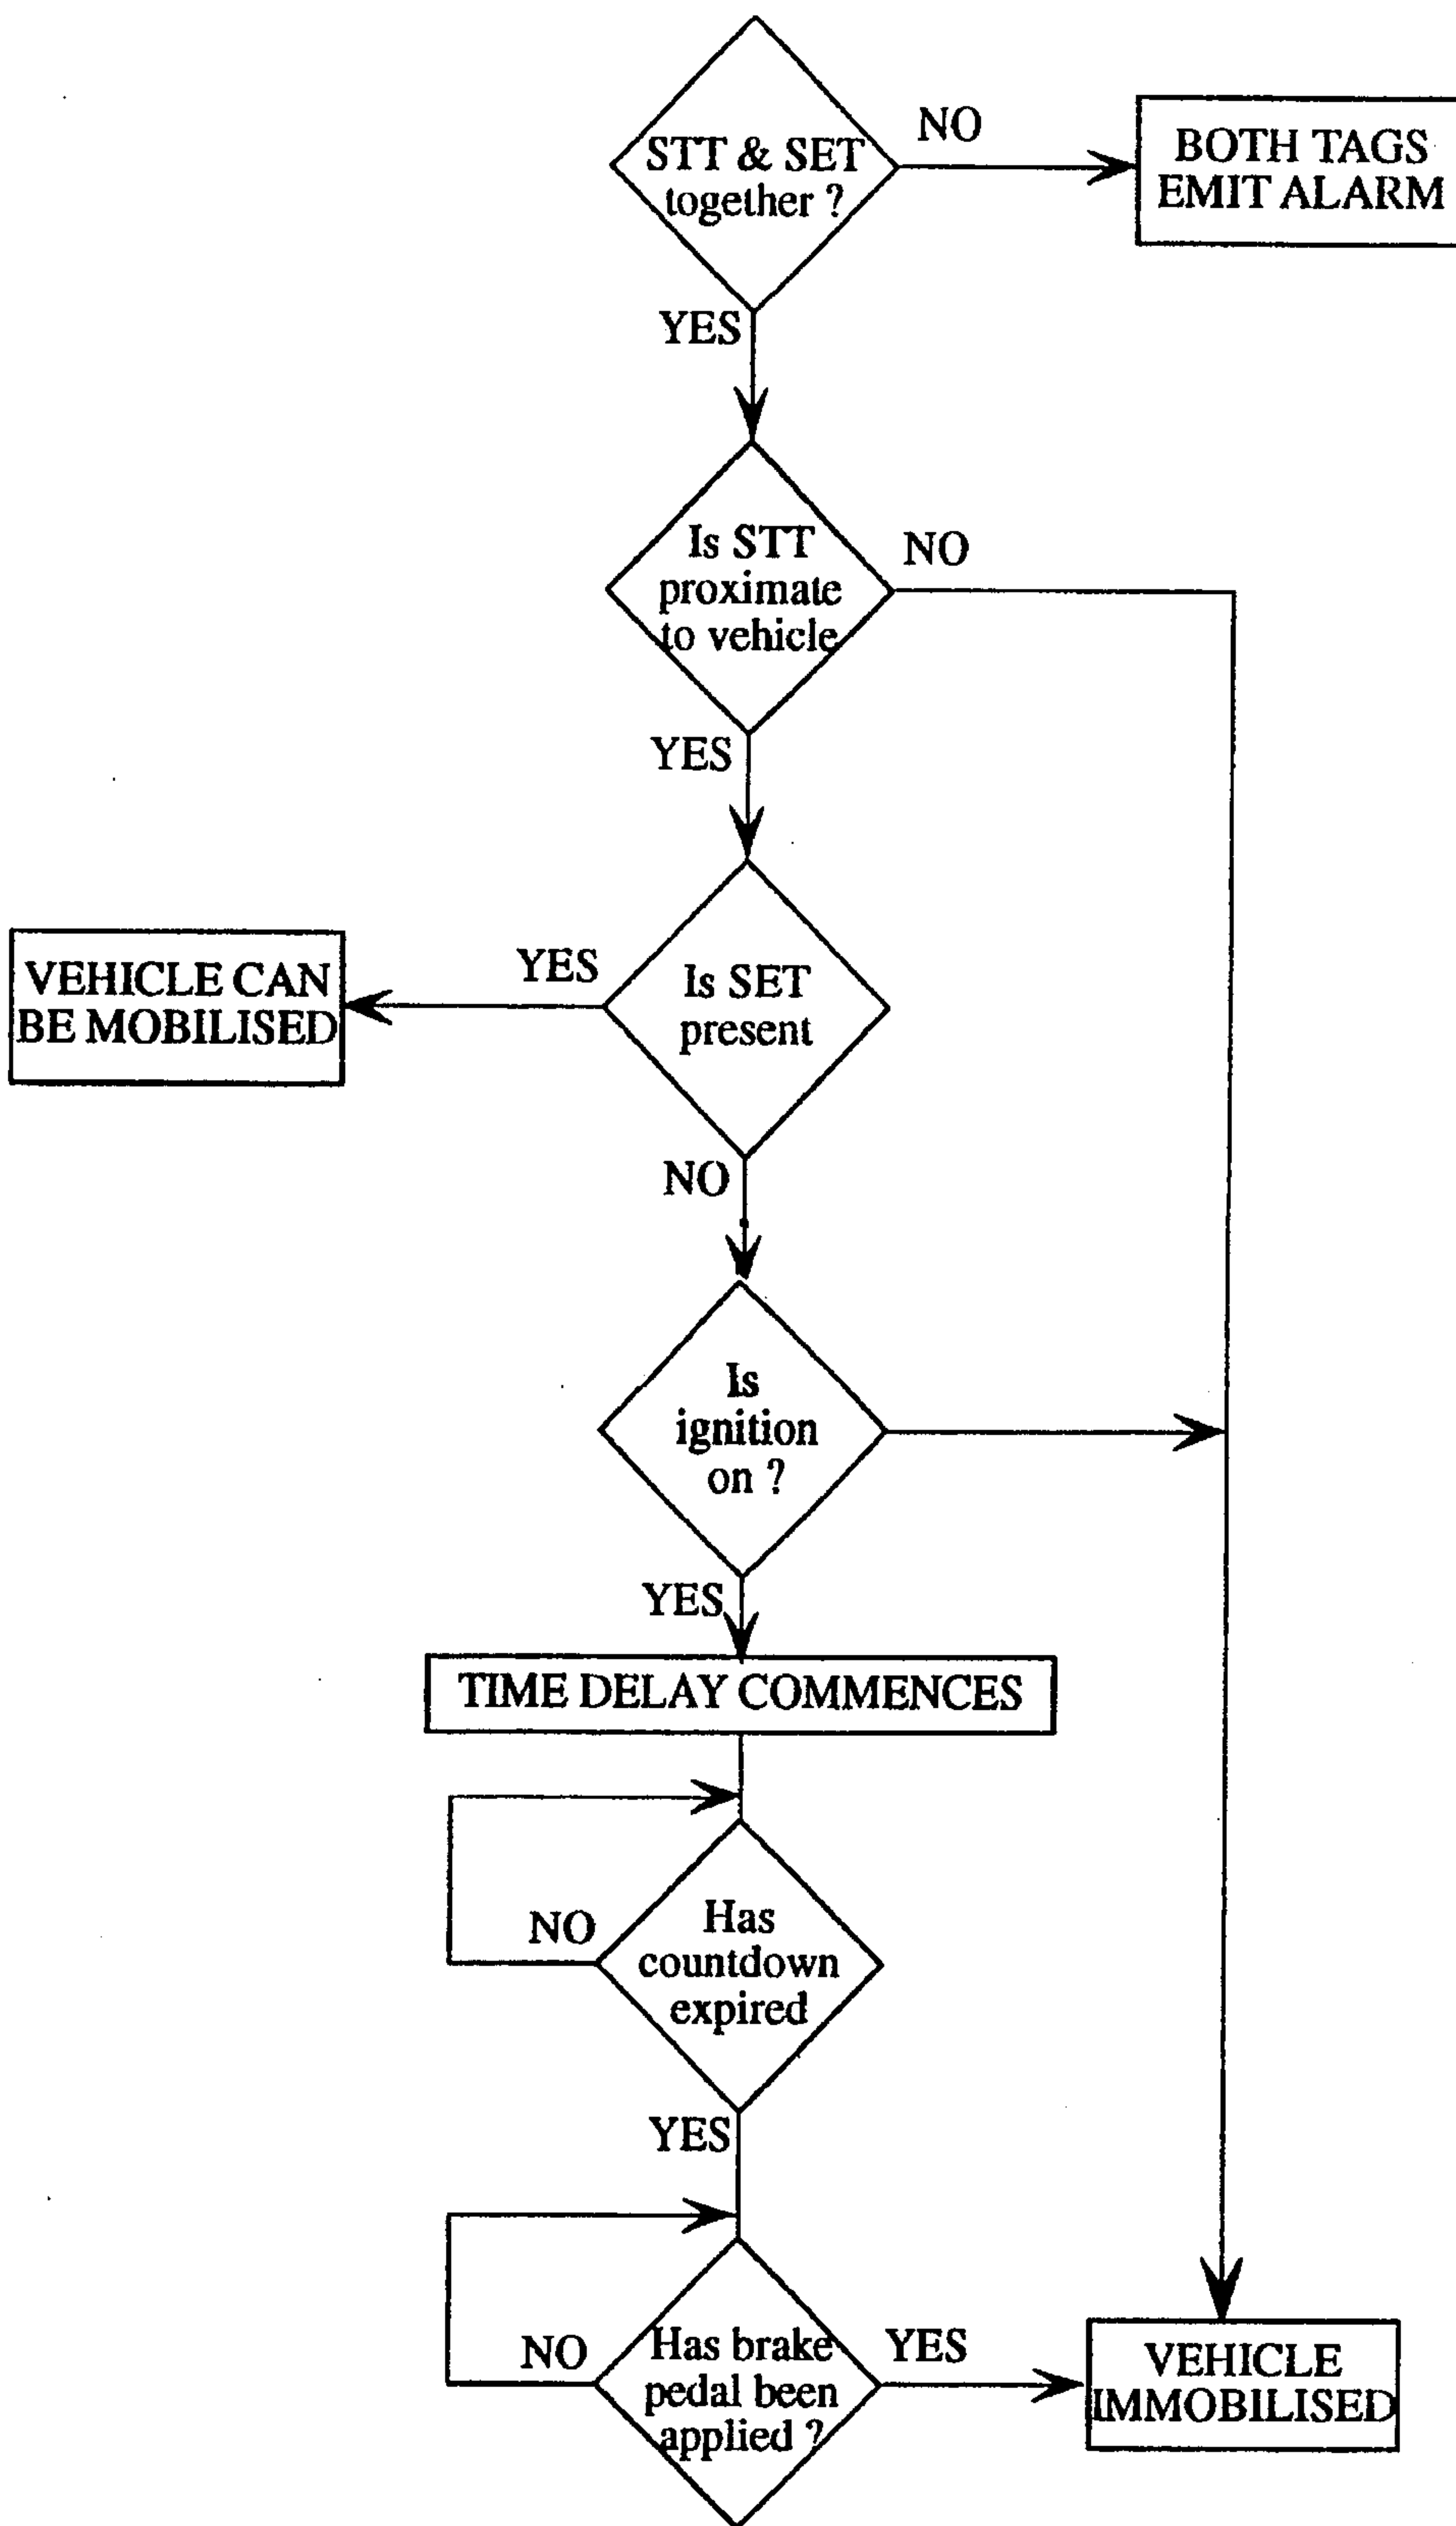 STT & SET
together ?
NO
BOTH TAGS
EMIT ALARM
YES
Is STT
proximate
to vehicle
NO
YES
VEHICLE CAN
BE MOBILISED
YES
Is SET
present
NO
Is
ignition
on ?
YES
TIME DELAY COMMENCES
NO
Has
countdown
expired
YES
NO
Has brake
pedal been
applied ?
YES
VEHICLE
IMMOBILISED